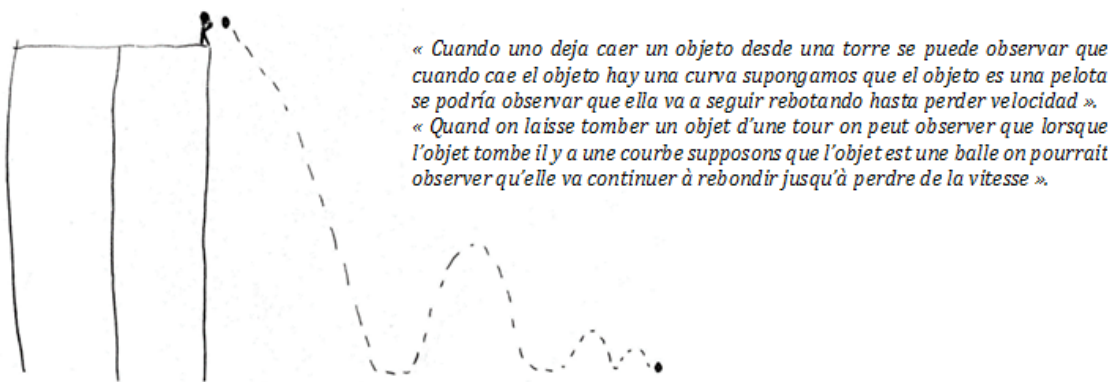 « Cuando uno deja caer un objeto desde una torre se puede observar que
cuando cae el objeto hay una curva supongamos que el objeto es una pelota
se podría observar que ella va a seguir rebotando hasta perder velocidad ».
« Quand on laisse tomber un objet d'une tour on peut observer que lorsque
l'objet tombe il y a une courbe supposons que l'objet est une balle on pourrait
observer qu'elle va continuer à rebondir jusqu'à perdre de la vitesse ».